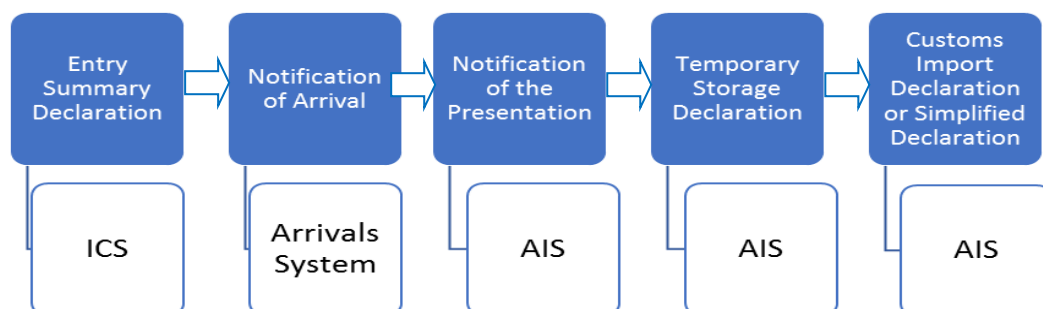 Entry
Summary
Declaration
Notification
of Arrival
Notification
of the
Presentation
Temporary
Storage
Declaration
Customs
Import
Declaration
or Simplified
Declaration
ICS
Arrivals
System
AIS
AIS
AIS